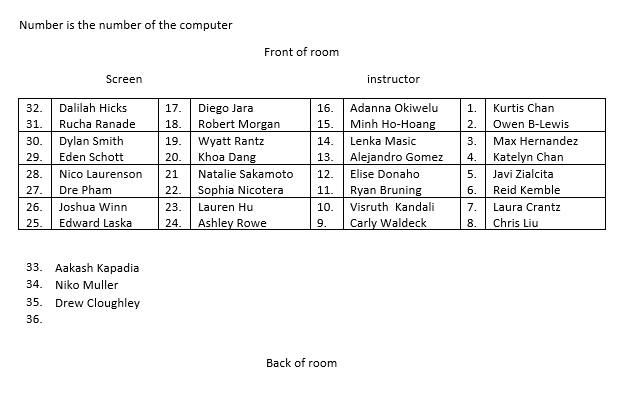 Number is the number of the computer
Front of room
Screen instructor
32. Dalilah Hicks 17. Diego Jara 16. Adanna Okiwelu 1. Kurtis Chan
31. Rucha Ranade 18. Robert Morgan 15. Minh Ho-Hoang 2. Owen B-Lewis
30. Dylan Smith 19. Wyatt Rantz 14. Lenka Masic 3. Max Hernandez
29. Eden Schott 20. Khoa Dang 13. Alejandro Gomez 4. Katelyn Chan
28. Nico Laurenson 21 Natalie Sakamoto 12. Elise Donaho 5. Javi Zialcita
27. Dre Pham 22. Sophia Nicotera 11. Ryan Bruning 6. Reid Kemble
26. Joshua Winn 23. Lauren Hu 10. Visruth Kandali 7. Laura Crantz
25. Edward Laska 24. Ashley Rowe 9. Carly Waldeck 8. Chris Liu
33. Aakash Kapadia
34. Niko Muller
35. Drew Cloughley
36.
Back of room